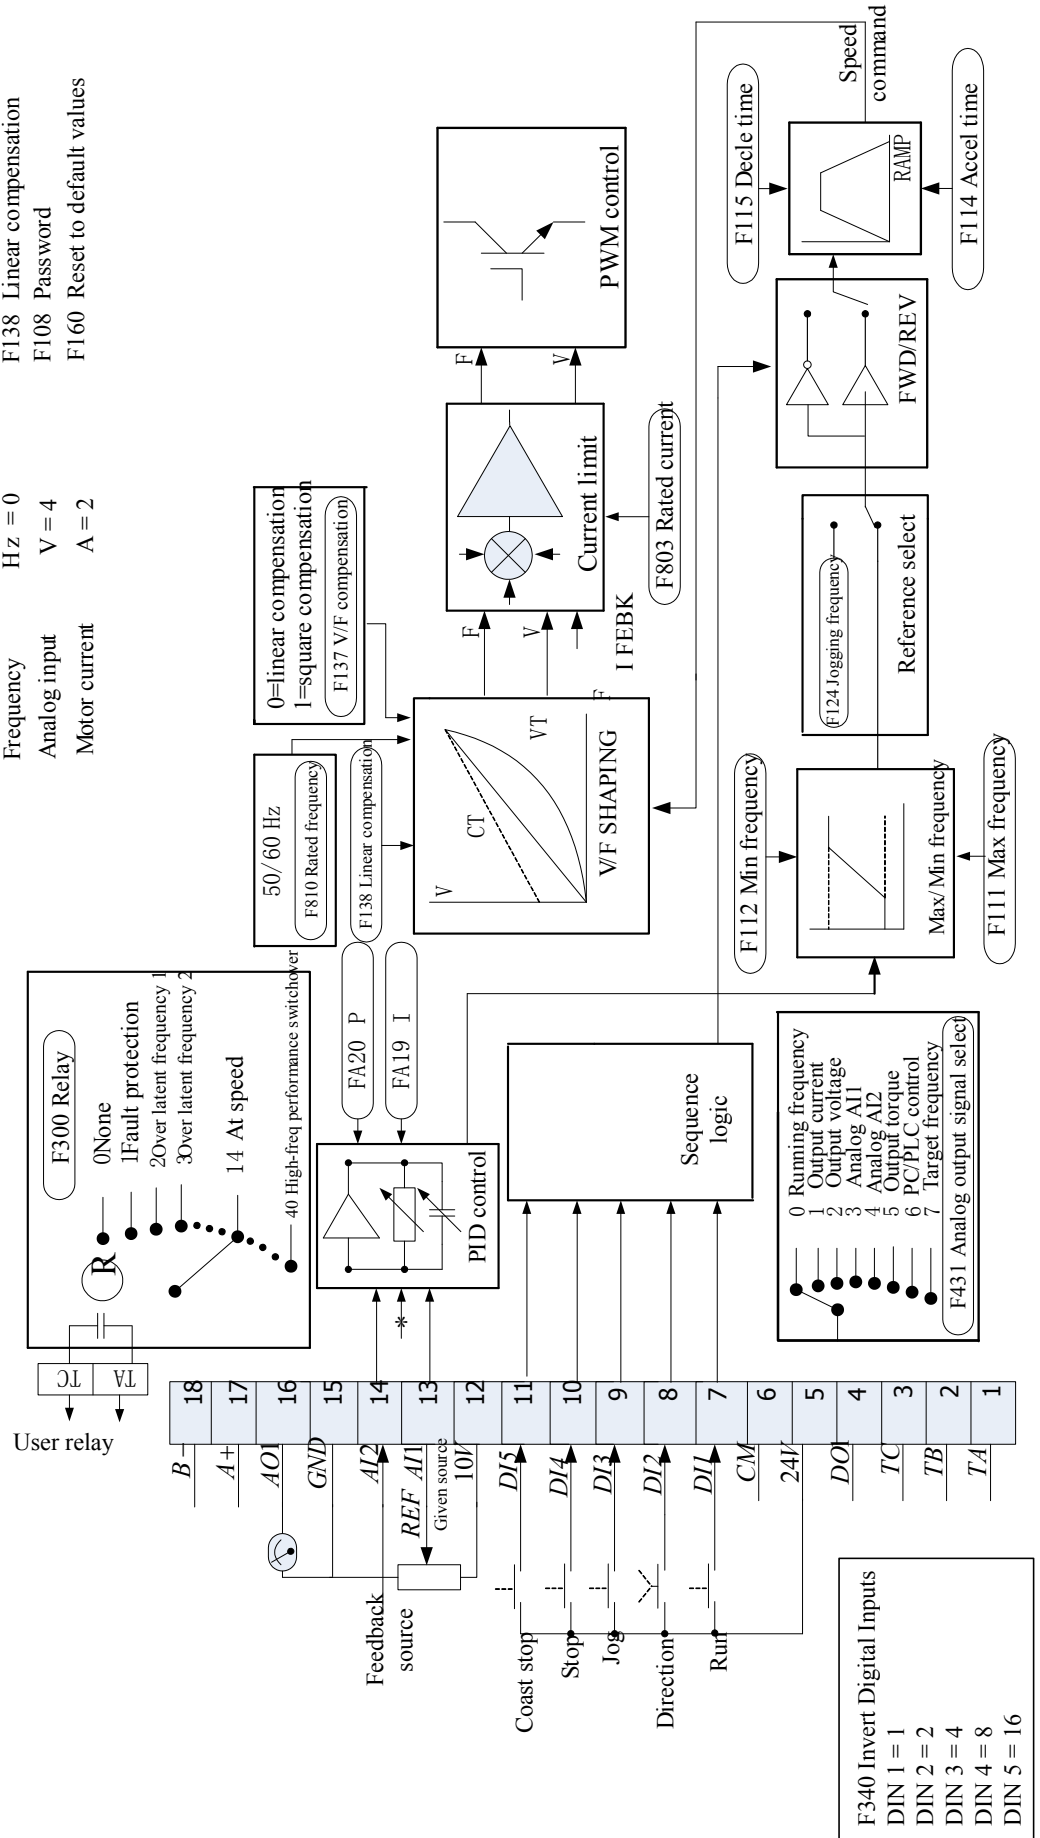 Frequency Hz = 0
Analog input V = 4
Motor current A = 2
F138 Linear compensation
F108 Password
F160 Reset to default values
User relay
TC
TA
F300 Relay
R
0None
1Fault protection
2Over latent frequency 1
3Over latent frequency 2
14 At speed
40 High-freq performance switchover
50/60 Hz
F810 Rated frequency
0=linear compensation
1=square compensation
F137 V/F compensation
F138 Linear compensation
FA20 P
FA19 I
PID control
*
V
CT
VT
F
V/F SHAPING
F
V
I FEBK
Current limit
F803 Rated current
F
V
PWM control
B- 18
A+ 17
AO1 16
GND 15
AI2 14
REF AI1 13
Given source
10V 12
DI5 11
DI4 10
DI3 9
DI2 8
DI1 7
CM 6
24V 5
DO1 4
TC 3
TB 2
TA 1
Feedback
source
Coast stop
Stop
Jog
Direction
Run
Sequence
logic
0 Running frequency
1 Output current
2 Output voltage
3 Analog AI1
4 Analog AI2
5 Output torque
6 PC/PLC control
7 Target frequency
F431 Analog output signal select
F112 Min frequency
Max/Min frequency
F111 Max frequency
F124 Jogging frequency
Reference select
FWD/REV
F115 Decle time
RAMP
F114 Accel time
Speed
command
F340 Invert Digital Inputs
DIN 1 = 1
DIN 2 = 2
DIN 3 = 4
DIN 4 = 8
DIN 5 = 16